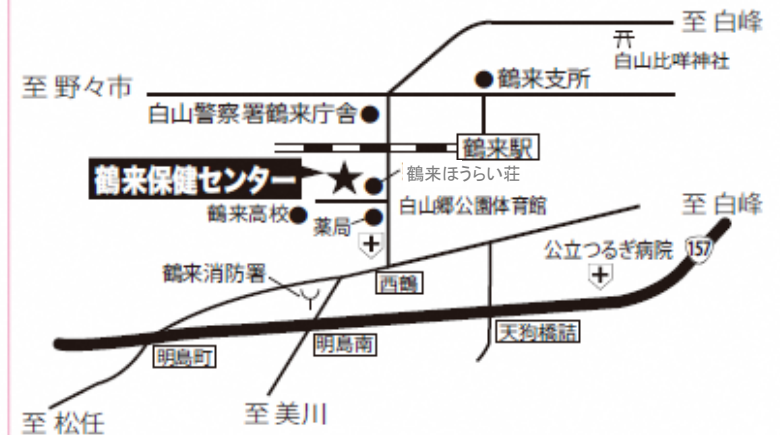 至 白峰
白山比咩神社
鶴来支所
至 野々市
白山警察署鶴来庁舎
鶴来駅
鶴来保健センター
鶴来ほうらい荘
鶴来高校
薬局
白山郷公園体育館
至 白峰
公立つるぎ病院
157
鶴来消防署
西鶴
天狗橋詰
明島南
明島町
至 美川
至 松任